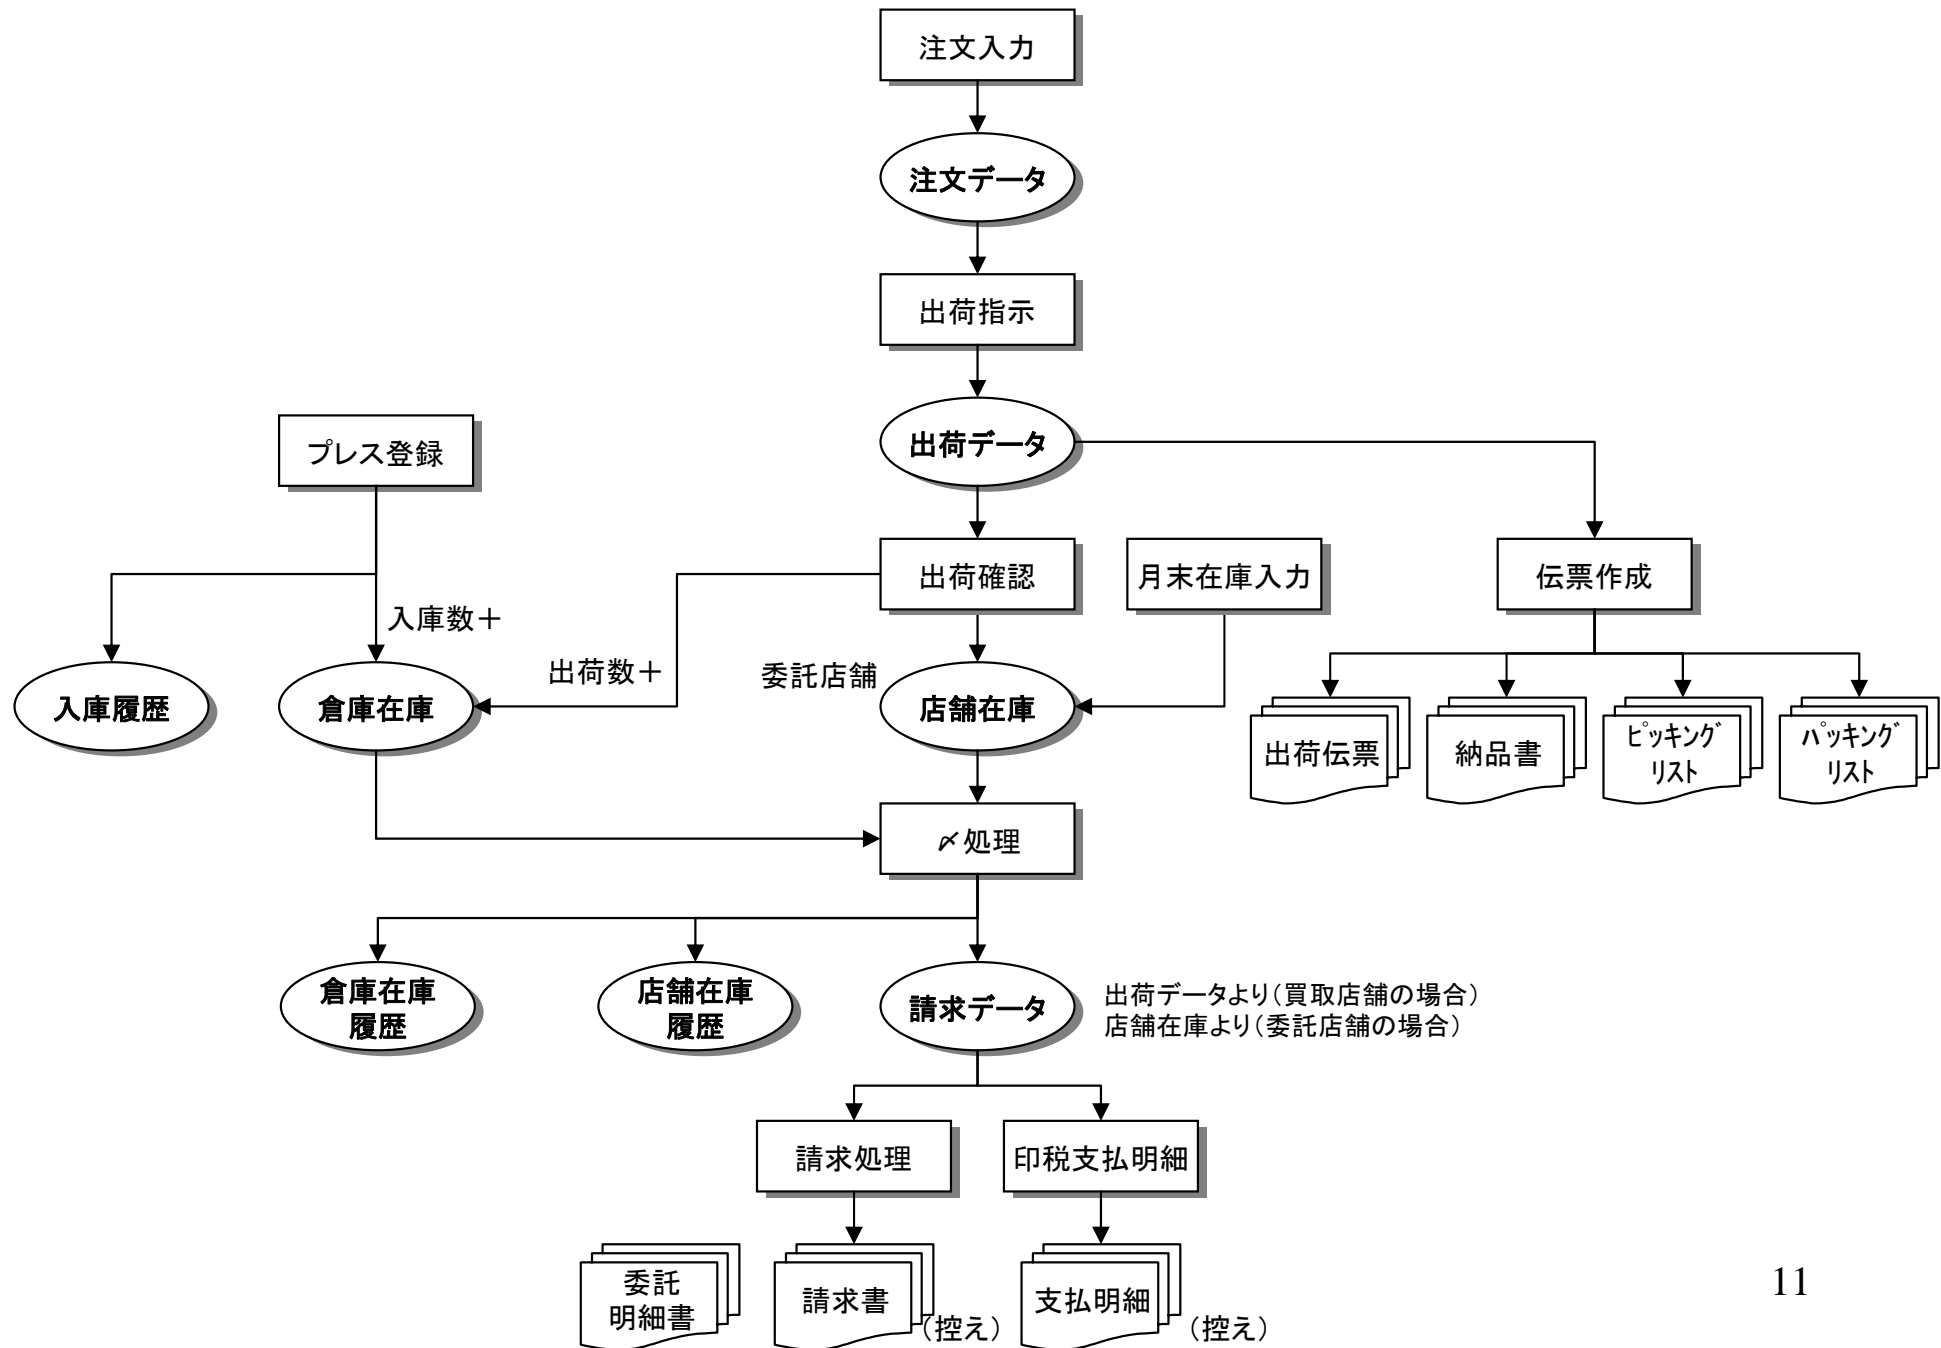 注文入力
注文データ
出荷指示
プレス登録
出荷データ
出荷確認
月末在庫入力
伝票作成
入庫数＋
出荷数＋
委託店舗
入庫履歴
倉庫在庫
店舗在庫
出荷伝票
納品書
ﾋﾟｯｷﾝｸﾞ
ﾘｽﾄ
ﾊﾟｯｷﾝｸﾞ
ﾘｽﾄ
〆処理
倉庫在庫
履歴
店舗在庫
履歴
請求データ
出荷データより（買取店舗の場合）
店舗在庫より（委託店舗の場合）
請求処理
印税支払明細
委託
明細書
請求書
（控え）
支払明細
（控え）
11